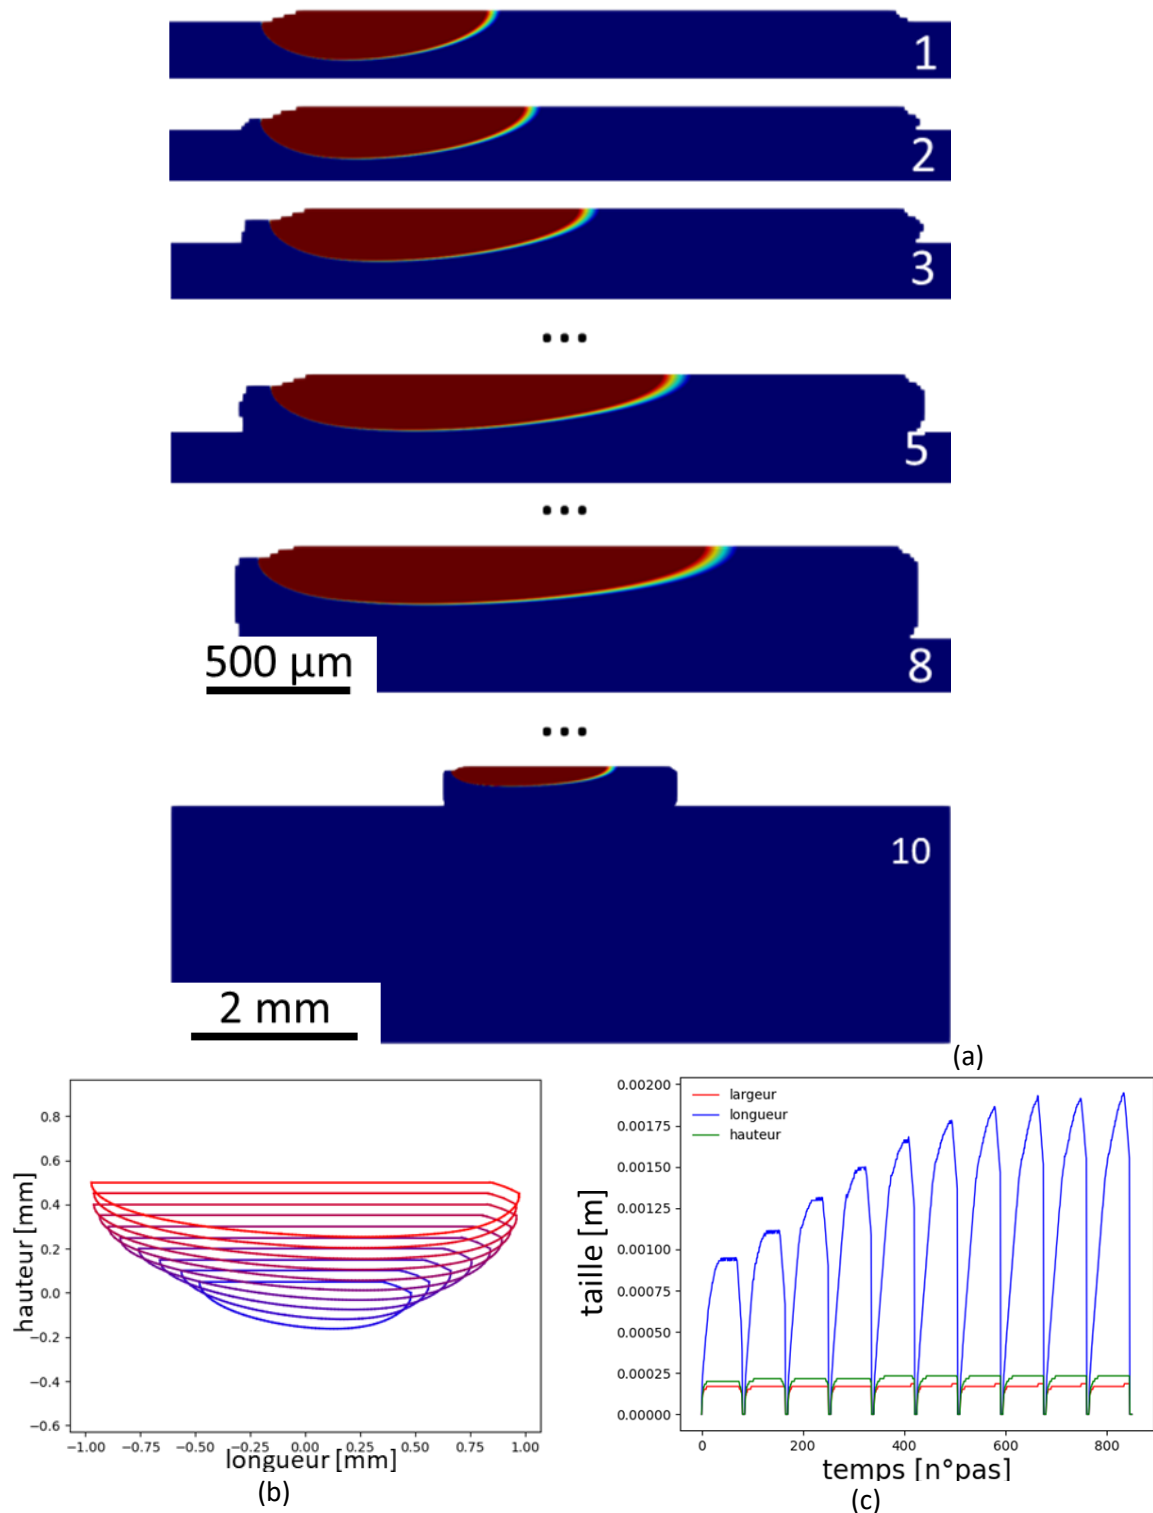 1
2
3
...
5
...
500 µm
8
...
10
2 mm
(a)
0.8
0.6
0.4
0.2
0.0
−0.2
−0.4
−0.6
hauteur [mm]
−1.00 −0.75 −0.50 −0.25 0.00 0.25 0.50 0.75 1.00
longueur [mm]
(b)
largeur
longueur
hauteur
0.00200
0.00175
0.00150
0.00125
0.00100
0.00075
0.00050
0.00025
0.00000
taille [m]
0 200 400 600 800
temps [n°pas]
(c)